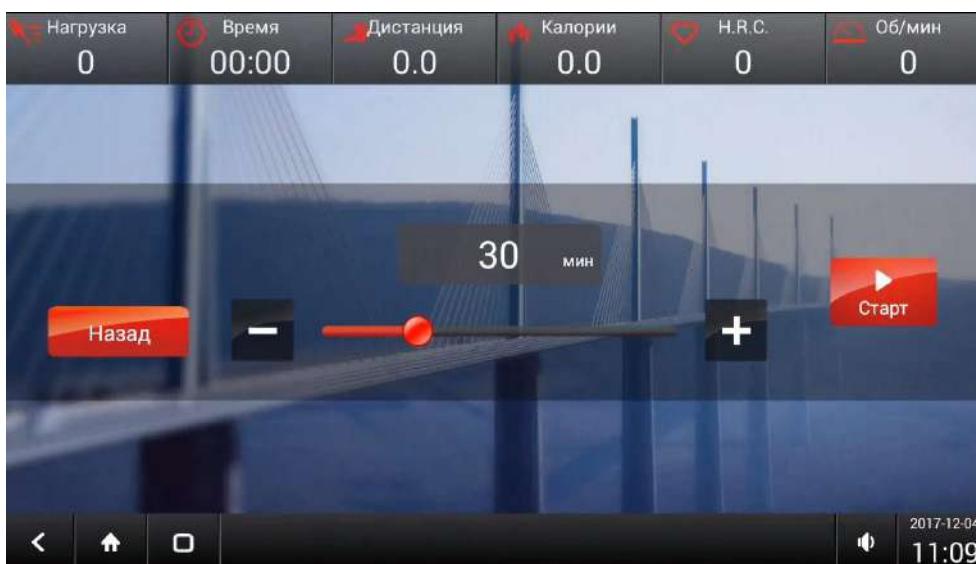 Нагрузка Время Дистанция Калории H.R.C. Об/мин
0 00:00 0.0 0.0 0 0
30 мин
Старт
Назад − +
2017-12-04
11:09